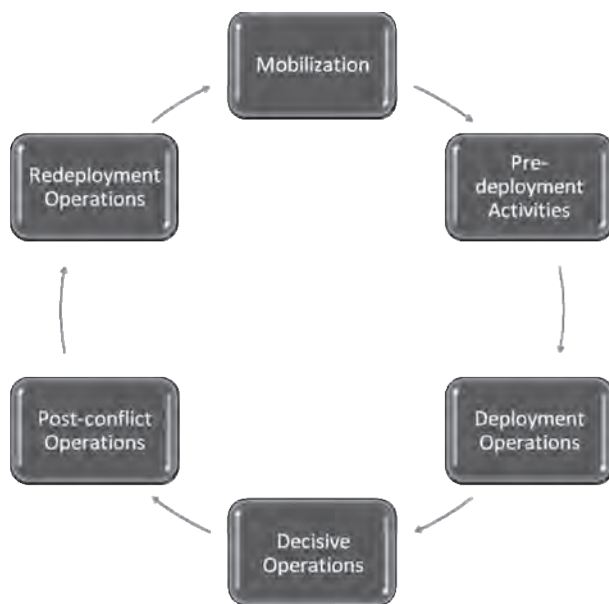 Mobilization
Pre-
deployment
Activities
Deployment
Operations
Decisive
Operations
Post-conflict
Operations
Redeployment
Operations